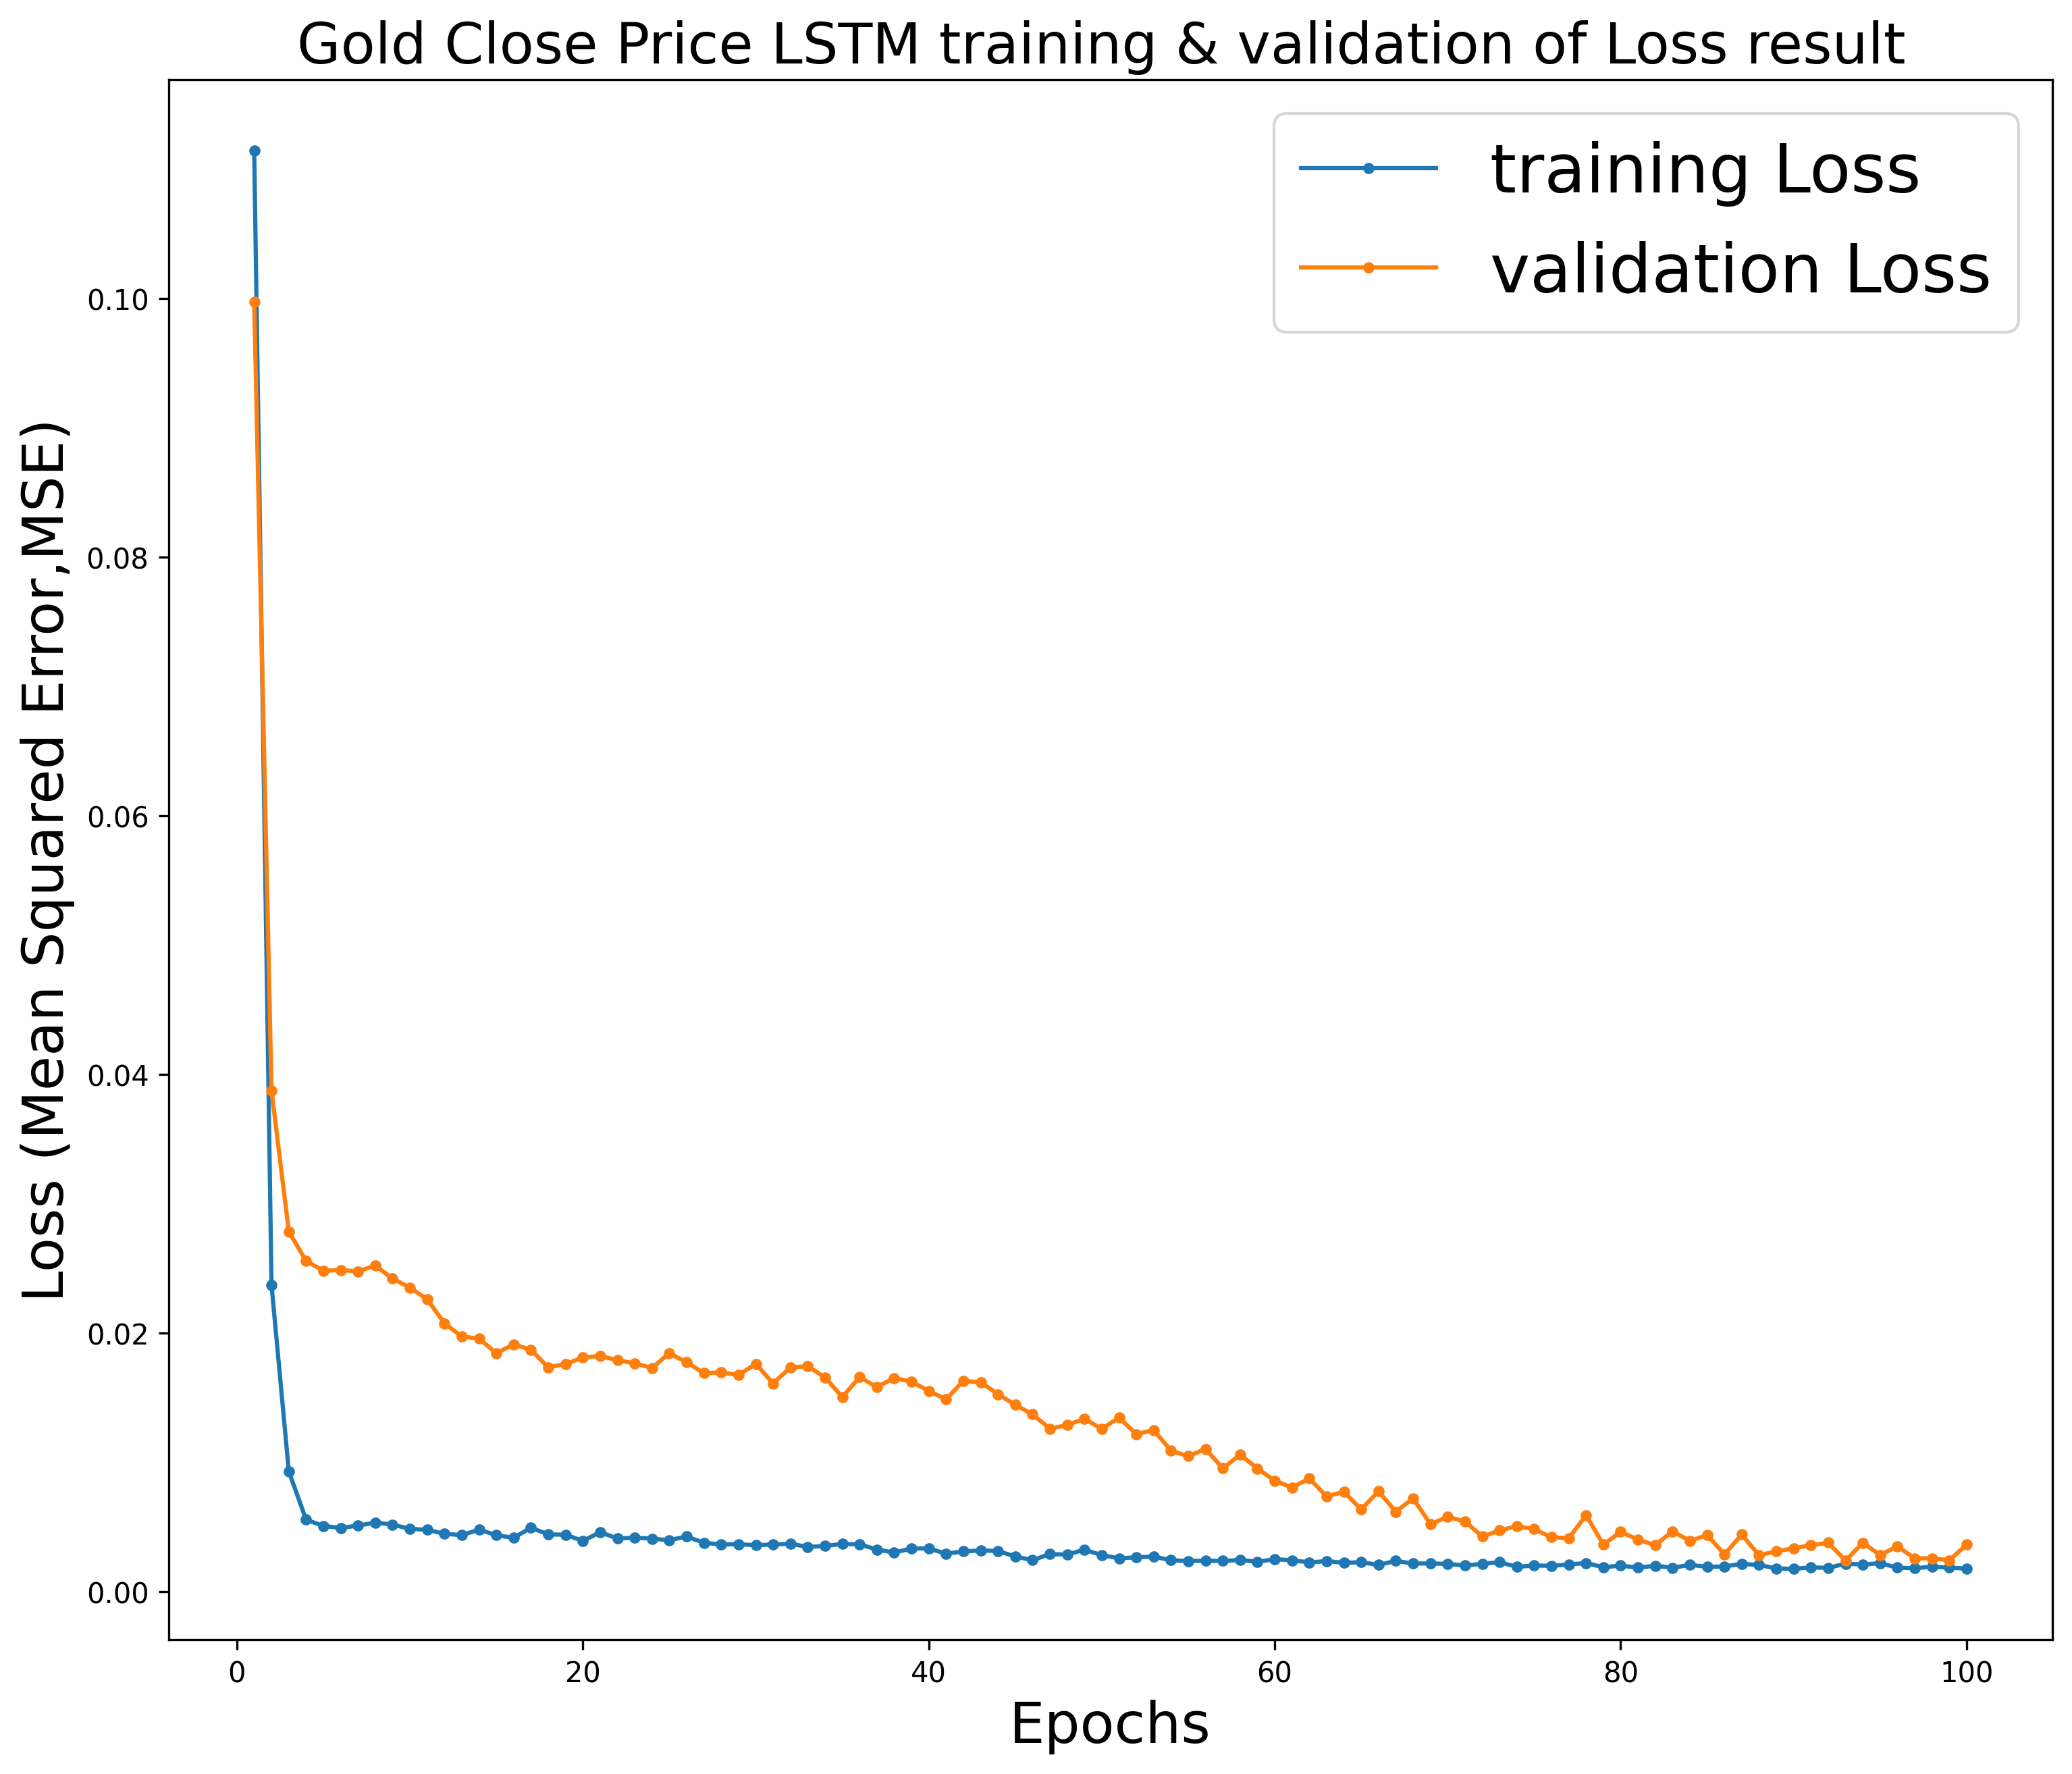 Gold Close Price LSTM training & validation of Loss result
training Loss
validation Loss
Loss (Mean Squared Error,MSE)
0.10
0.08
0.06
0.04
0.02
0.00
0 20 40 60 80 100
Epochs